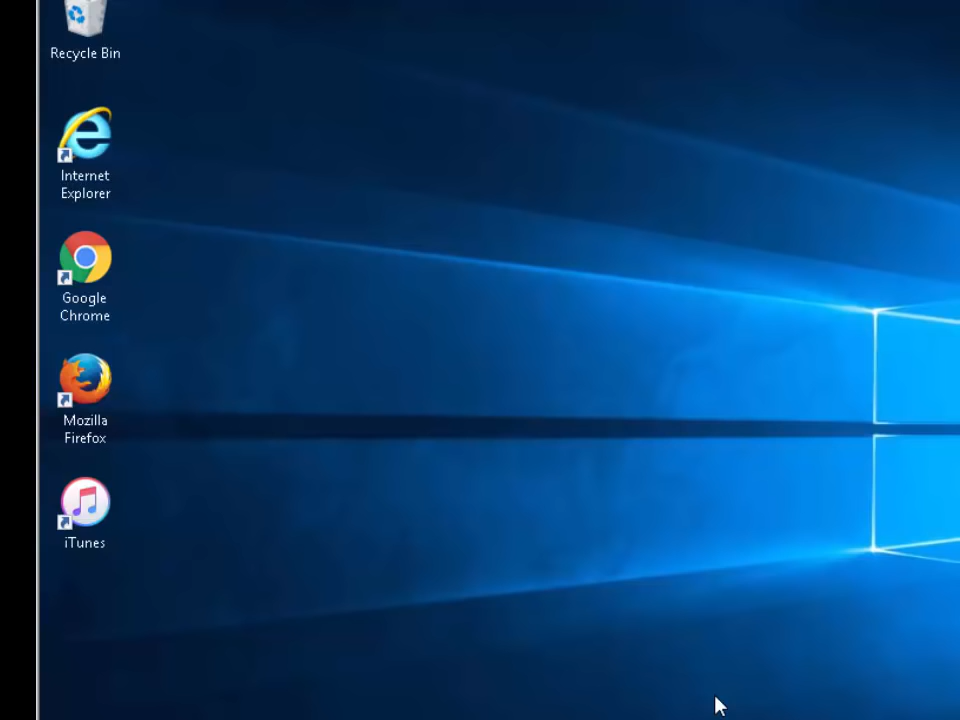 Recycle Bin
Internet
Explorer
Google
Chrome
Mozilla
Firefox
iTunes